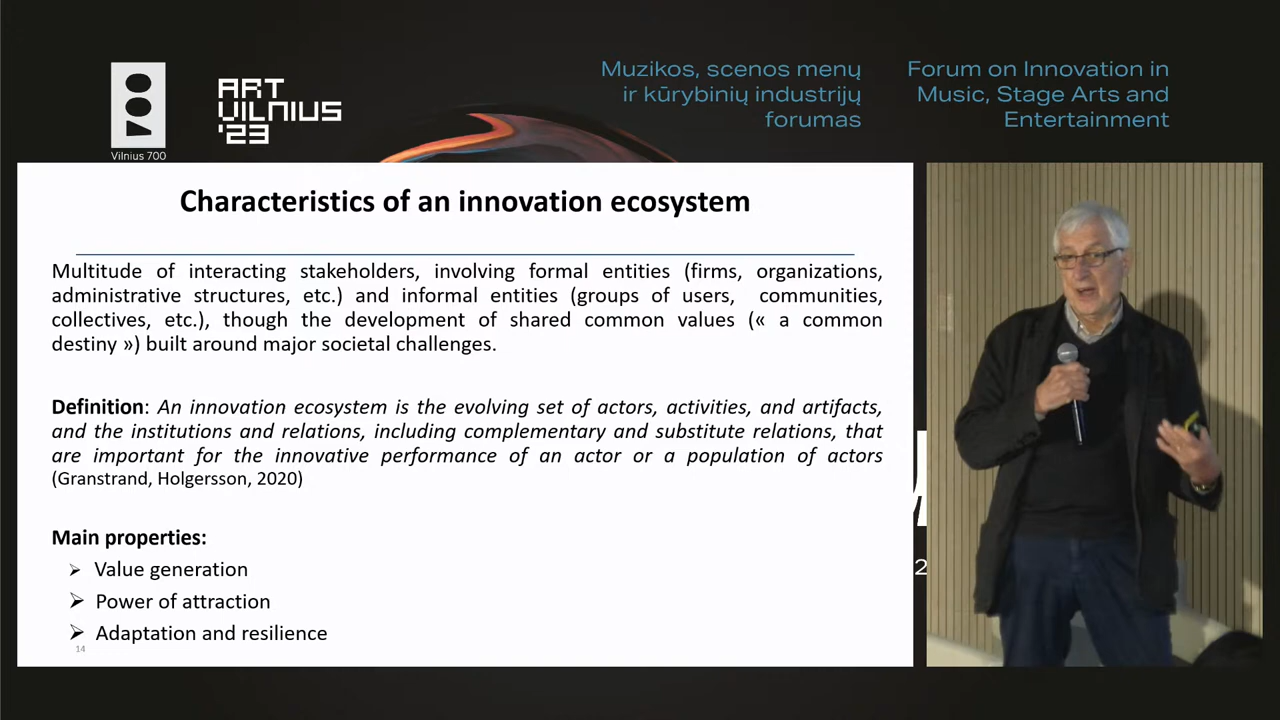 ART
VILNIUS
'23
Vilnius 700
Muzikos, scenos menų
ir kūrybinių industrijų
forumas
Forum on Innovation in
Music, Stage Arts and
Entertainment
Characteristics of an innovation ecosystem
Multitude of interacting stakeholders, involving formal entities (firms, organizations,
administrative structures, etc.) and informal entities (groups of users, communities,
collectives, etc.), though the development of shared common values (« a common
destiny ») built around major societal challenges.
Definition: An innovation ecosystem is the evolving set of actors, activities, and artifacts,
and the institutions and relations, including complementary and substitute relations, that
are important for the innovative performance of an actor or a population of actors
(Granstrand, Holgersson, 2020)
Main properties:
➢ Value generation
➢ Power of attraction
➢ Adaptation and resilience
14
2